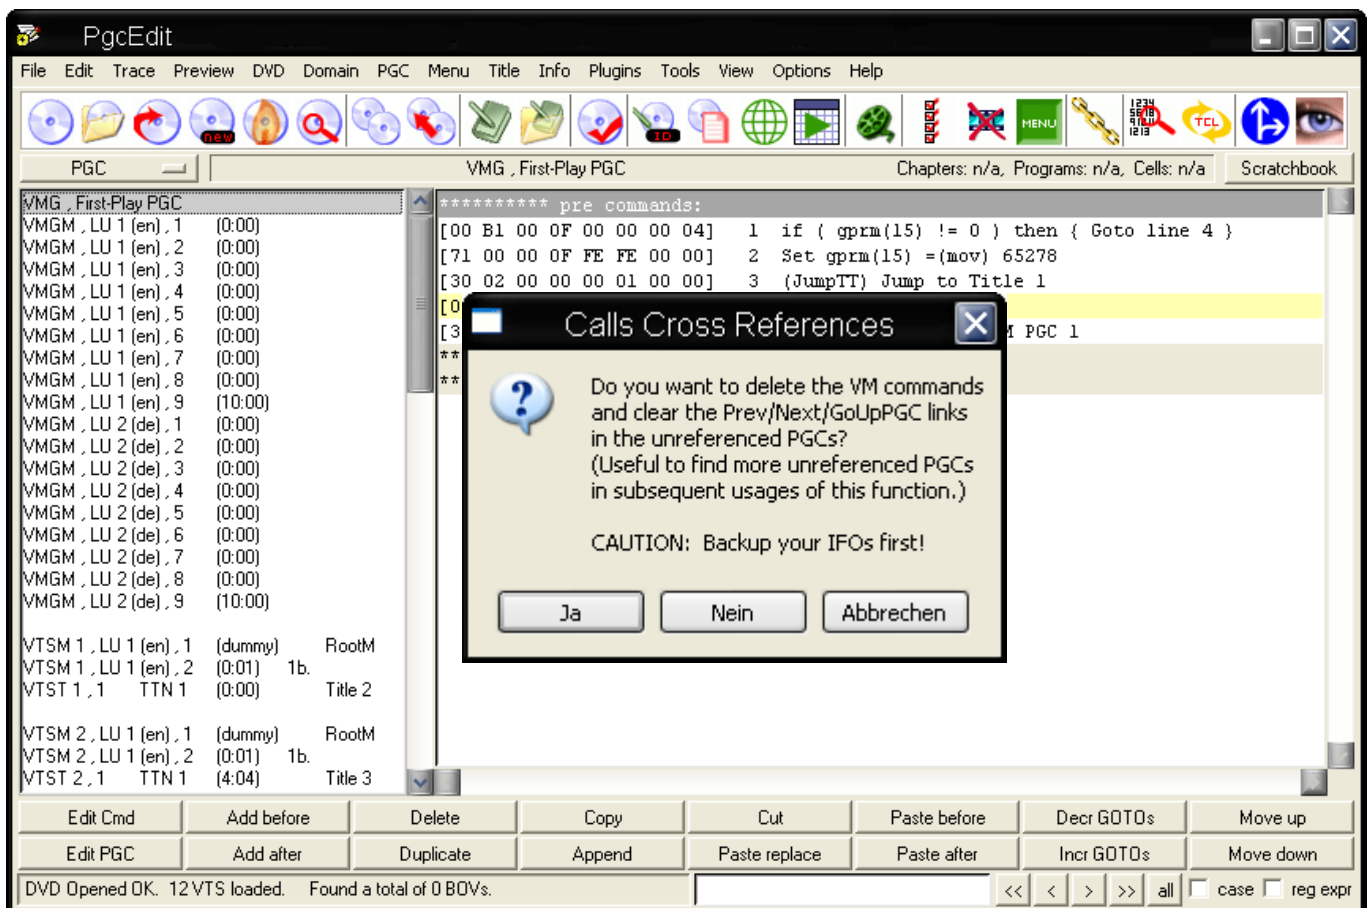 PgcEdit
File Edit Trace Preview DVD Domain PGC Menu Title Info Plugins Tools View Options Help
new ID MENU 1234 TCL
PGC VMG , First-Play PGC Chapters: n/a, Programs: n/a, Cells: n/a Scratchbook
VMG , First-Play PGC
VMGM , LU 1 (en) , 1 (0:00)
VMGM , LU 1 (en) , 2 (0:00)
VMGM , LU 1 (en) , 3 (0:00)
VMGM , LU 1 (en) , 4 (0:00)
VMGM , LU 1 (en) , 5 (0:00)
VMGM , LU 1 (en) , 6 (0:00)
VMGM , LU 1 (en) , 7 (0:00)
VMGM , LU 1 (en) , 8 (0:00)
VMGM , LU 1 (en) , 9 (10:00)
VMGM , LU 2 (de) , 1 (0:00)
VMGM , LU 2 (de) , 2 (0:00)
VMGM , LU 2 (de) , 3 (0:00)
VMGM , LU 2 (de) , 4 (0:00)
VMGM , LU 2 (de) , 5 (0:00)
VMGM , LU 2 (de) , 6 (0:00)
VMGM , LU 2 (de) , 7 (0:00)
VMGM , LU 2 (de) , 8 (0:00)
VMGM , LU 2 (de) , 9 (10:00)
VTSM 1 , LU 1 (en) , 1 (dummy) RootM
VTSM 1 , LU 1 (en) , 2 (0:01) 1b.
VTST 1 , 1 TTN 1 (0:00) Title 2
VTSM 2 , LU 1 (en) , 1 (dummy) RootM
VTSM 2 , LU 1 (en) , 2 (0:01) 1b.
VTST 2 , 1 TTN 1 (4:04) Title 3
********** pre commands:
[00 B1 00 0F 00 00 00 04] 1 if ( gprm(15) != 0 ) then { Goto line 4 }
[71 00 00 0F FE FE 00 00] 2 Set gprm(15) =(mov) 65278
[30 02 00 00 00 01 00 00] 3 (JumpTT) Jump to Title 1
[0
[3 PGC 1
**
**
Calls Cross References
Do you want to delete the VM commands
and clear the Prev/Next/GoUpPGC links
in the unreferenced PGCs?
(Useful to find more unreferenced PGCs
in subsequent usages of this function.)
CAUTION: Backup your IFOs first!
Ja Nein Abbrechen
Edit Cmd Add before Delete Copy Cut Paste before Decr GOTOs Move up
Edit PGC Add after Duplicate Append Paste replace Paste after Incr GOTOs Move down
DVD Opened OK. 12 VTS loaded. Found a total of 0 BOVs. << < > >> all case reg expr